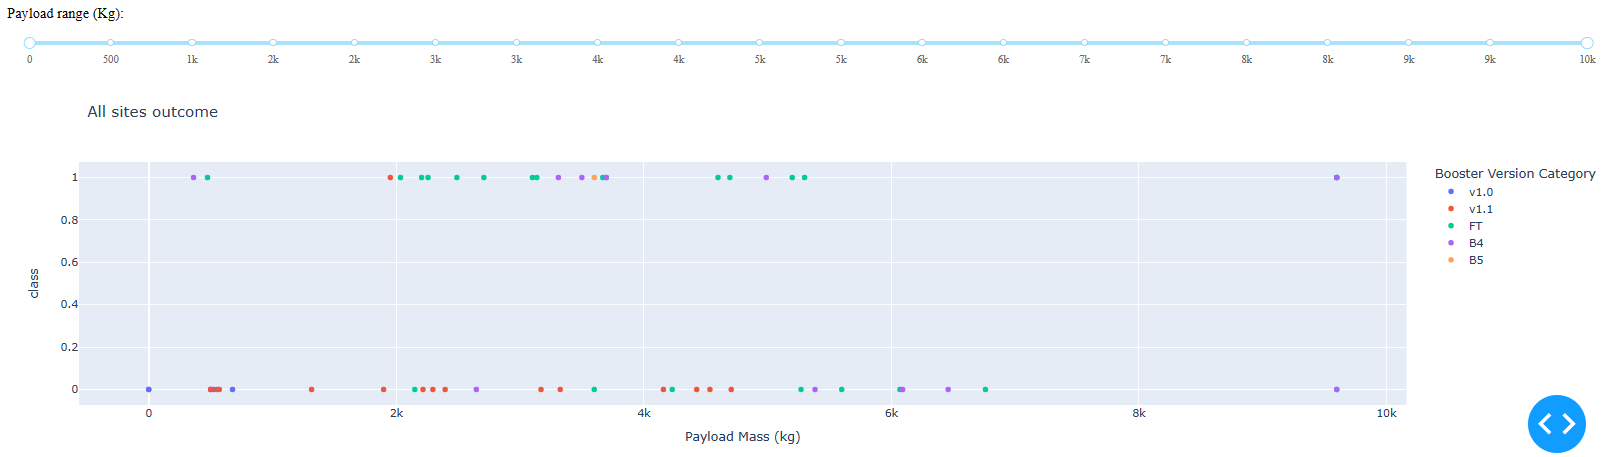 Payload range (Kg):
0 500 1k 2k 2k 3k 3k 4k 4k 5k 5k 6k 6k 7k 7k 8k 8k 9k 9k 10k
All sites outcome
Booster Version Category
v1.0
v1.1
FT
B4
B5
class
1
0.8
0.6
0.4
0.2
0
0 2k 4k 6k 8k 10k
Payload Mass (kg)